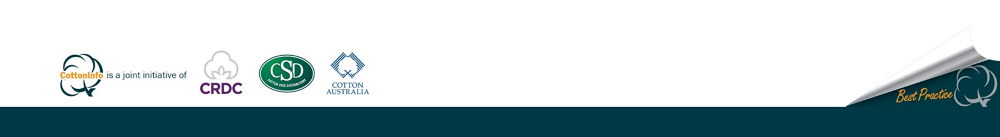 CottonInfo is a joint initiative of
CRDC
CSD
COTTON SEED DISTRIBUTORS
COTTON
AUSTRALIA
Best Practice